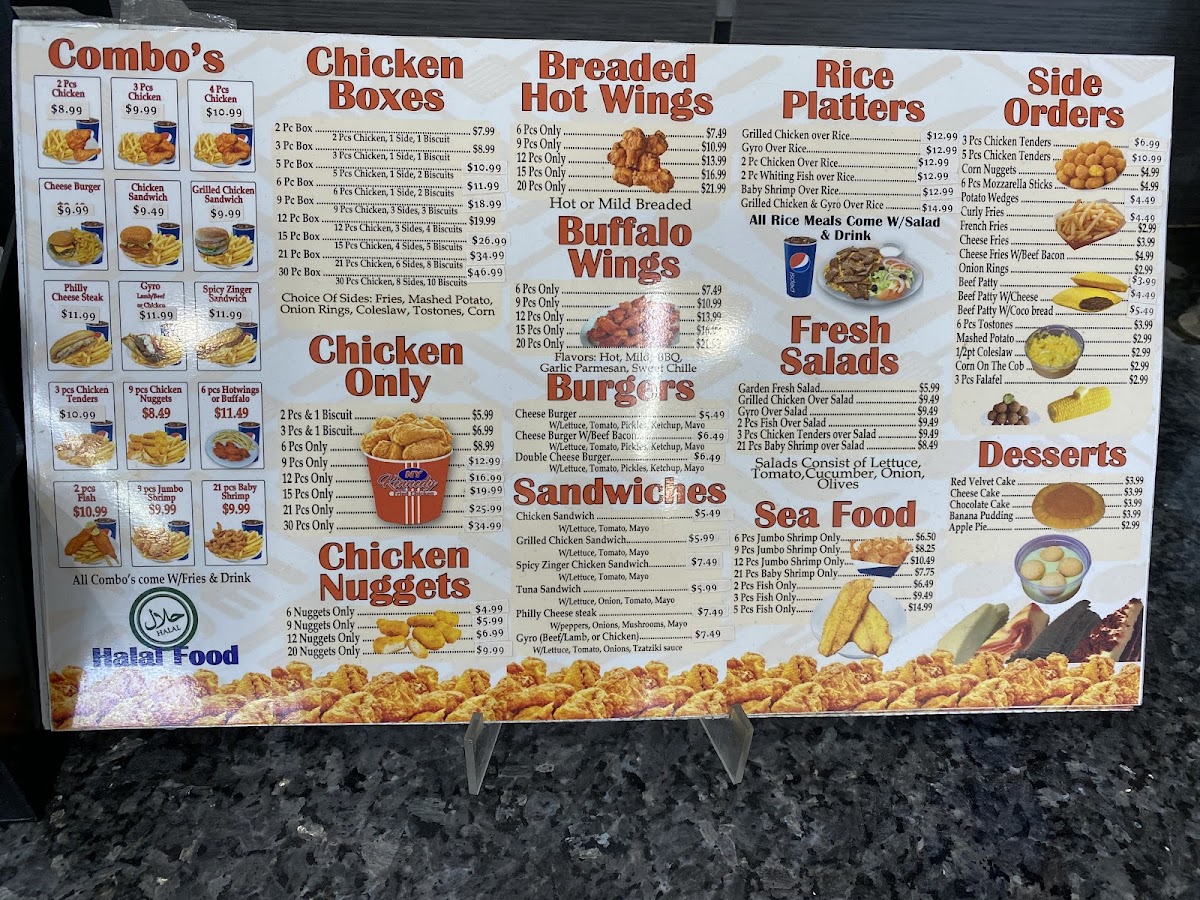 Combo's
2 Pcs
Chicken
$8.99
3 Pcs
Chicken
$9.99
4 Pcs
Chicken
$10.99
Cheese Burger
$9.99
Chicken
Sandwich
$9.49
Grilled Chicken
Sandwich
$9.99
Philly
Cheese Steak
$11.99
Gyro
Lamb/Beef
or Chicken
$11.99
Spicy Zinger
Sandwich
$11.99
3 pcs Chicken
Tenders
$10.99
9 pcs Chicken
Nuggets
$8.49
6 pcs Hotwings
or Buffalo
$11.49
2 pcs
Fish
$10.99
9 pcs Jumbo
Shrimp
$9.99
21 pcs Baby
Shrimp
$9.99
All Combo's come W/Fries & Drink
حلال
HALAL
Halal Food
Chicken
Boxes
2 Pc Box $7.99
2 Pcs Chicken, 1 Side, 1 Biscuit
3 Pc Box $8.99
3 Pcs Chicken, 1 Side, 1 Biscuit
5 Pc Box $10.99
5 Pcs Chicken, 1 Side, 2 Biscuits
6 Pc Box $11.99
6 Pcs Chicken, 1 Side, 2 Biscuits
9 Pc Box $18.99
9 Pcs Chicken, 3 Sides, 3 Biscuits
12 Pc Box $19.99
12 Pcs Chicken, 3 Sides, 4 Biscuits
15 Pc Box $26.99
15 Pcs Chicken, 4 Sides, 5 Biscuits
21 Pc Box $34.99
21 Pcs Chicken, 6 Sides, 8 Biscuits
30 Pc Box $46.99
30 Pcs Chicken, 8 Sides, 10 Biscuits
Choice Of Sides: Fries, Mashed Potato,
Onion Rings, Coleslaw, Tostones, Corn
Chicken
Only
2 Pcs & 1 Biscuit $5.99
3 Pcs & 1 Biscuit $6.99
6 Pcs Only $8.99
9 Pcs Only $12.99
12 Pcs Only $16.99
15 Pcs Only $19.99
21 Pcs Only $25.99
30 Pcs Only $34.99
NY
Chicken
Nuggets
6 Nuggets Only $4.99
9 Nuggets Only $5.99
12 Nuggets Only $6.99
20 Nuggets Only $9.99
Breaded
Hot Wings
6 Pcs Only $7.49
9 Pcs Only $10.99
12 Pcs Only $13.99
15 Pcs Only $16.99
20 Pcs Only $21.99
Hot or Mild Breaded
Buffalo
Wings
6 Pcs Only $7.49
9 Pcs Only $10.99
12 Pcs Only $13.99
15 Pcs Only
20 Pcs Only
Flavors: Hot, Mild, BBQ,
Garlic Parmesan, Sweet Chille
Burgers
Cheese Burger $5.49
W/Lettuce, Tomato, Pickles, Ketchup, Mayo
Cheese Burger W/Beef Bacon $6.49
W/Lettuce, Tomato, Pickles, Ketchup, Mayo
Double Cheese Burger $6.49
W/Lettuce, Tomato, Pickles, Ketchup, Mayo
Sandwiches
Chicken Sandwich $5.49
W/Lettuce, Tomato, Mayo
Grilled Chicken Sandwich $5.99
W/Lettuce, Tomato, Mayo
Spicy Zinger Chicken Sandwich $7.49
W/Lettuce, Tomato, Mayo
Tuna Sandwich $5.99
W/Lettuce, Onion, Tomato, Mayo
Philly Cheese steak $7.49
W/peppers, Onions, Mushrooms, Mayo
Gyro (Beef/Lamb, or Chicken) $7.49
W/Lettuce, Tomato, Onions, Tzatziki sauce
Rice
Platters
Grilled Chicken over Rice $12.99
Gyro Over Rice $12.99
2 Pc Chicken Over Rice $12.99
2 Pc Whiting Fish over Rice $12.99
Baby Shrimp Over Rice $12.99
Grilled Chicken & Gyro Over Rice $14.99
All Rice Meals Come W/Salad
& Drink
pepsi
Fresh
Salads
Garden Fresh Salad $5.99
Grilled Chicken Over Salad $9.49
Gyro Over Salad $9.49
2 Pcs Fish Over Salad $9.49
3 Pcs Chicken Tenders over Salad $9.49
21 Pcs Baby Shrimp over Salad $8.49
Salads Consist of Lettuce,
Tomato,Cucumber, Onion,
Olives
Sea Food
6 Pcs Jumbo Shrimp Only $6.50
9 Pcs Jumbo Shrimp Only $8.25
12 Pcs Jumbo Shrimp Only $10.49
21 Pcs Baby Shrimp Only $7.75
2 Pcs Fish Only $6.49
3 Pcs Fish Only $9.49
5 Pcs Fish Only $14.99
Side
Orders
3 Pcs Chicken Tenders $6.99
5 Pcs Chicken Tenders $10.99
Corn Nuggets $4.99
6 Pcs Mozzarella Sticks $4.99
Potato Wedges $4.49
Curly Fries $4.49
French Fries $2.99
Cheese Fries $3.99
Cheese Fries W/Beef Bacon $4.99
Onion Rings $2.99
Beef Patty $3.99
Beef Patty W/Cheese $4.49
Beef Patty W/Coco bread $5.49
6 Pcs Tostones $3.99
Mashed Potato $2.99
1/2pt Coleslaw $2.99
Corn On The Cob $2.99
3 Pcs Falafel $2.99
Desserts
Red Velvet Cake $3.99
Cheese Cake $3.99
Chocolate Cake $3.99
Banana Pudding $3.99
Apple Pie $2.99